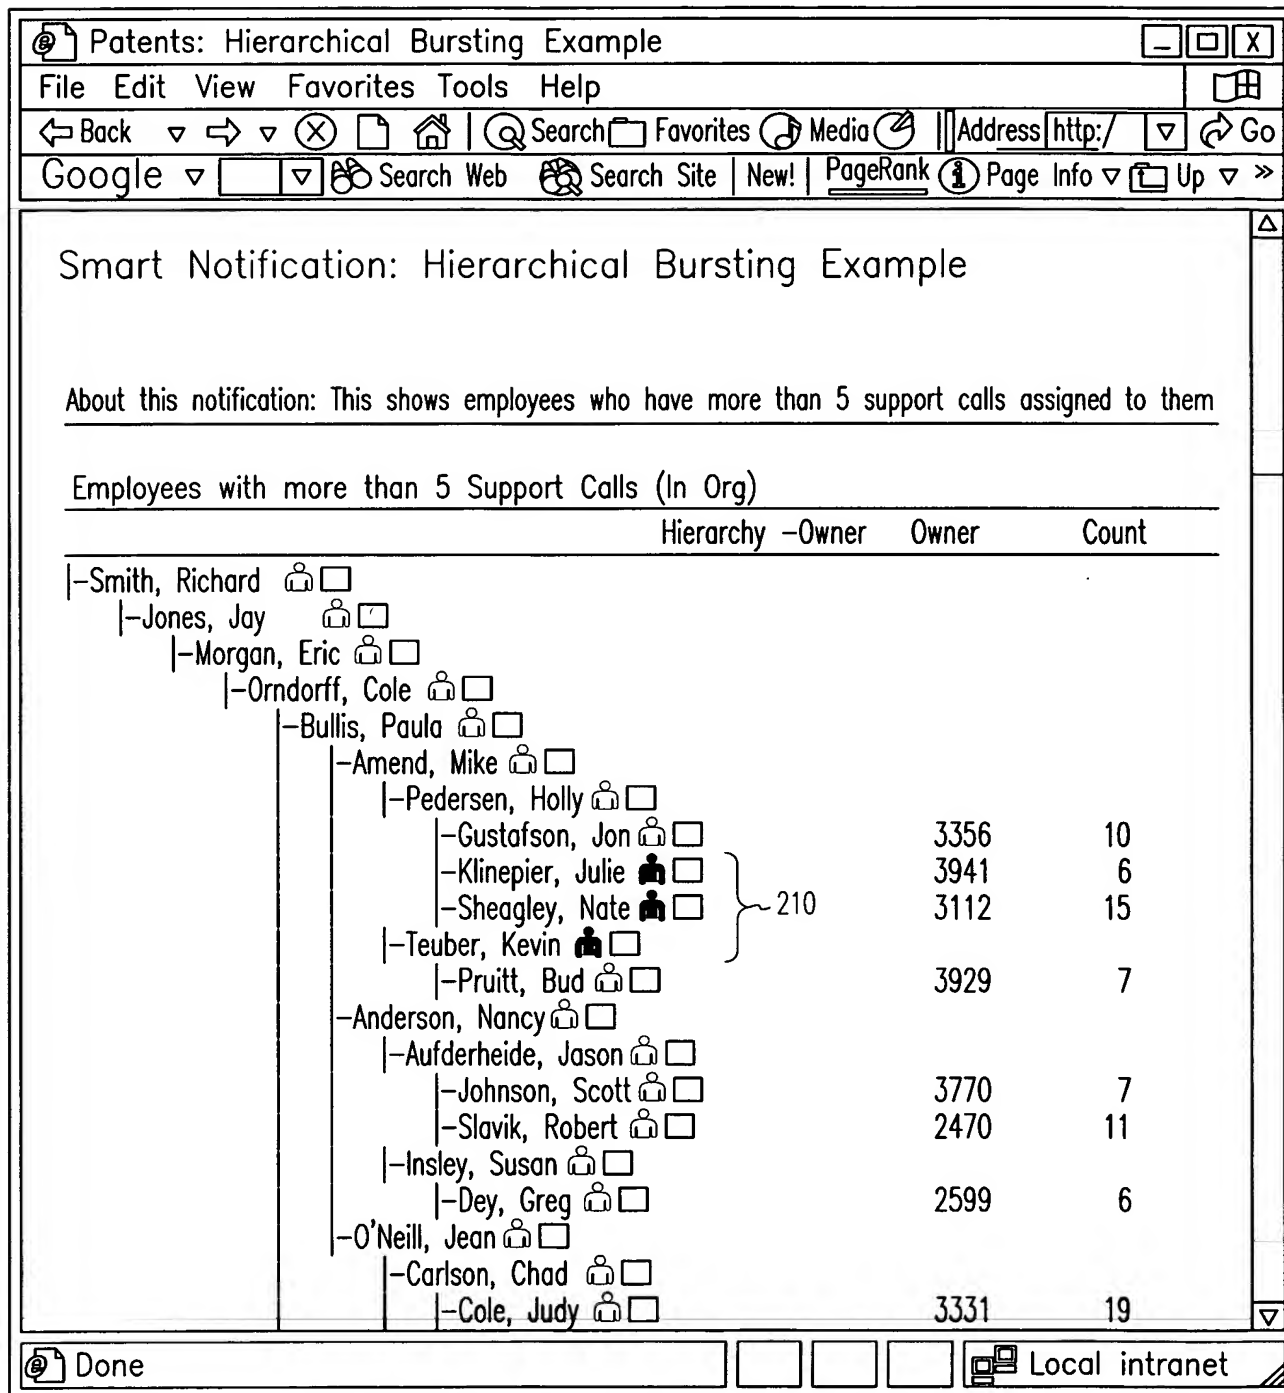 Patents: Hierarchical Bursting Example X
File Edit View Favorites Tools Help
Back Search Favorites Media Address http:/ Go
Google Search Web Search Site New! PageRank Page Info Up »
Smart Notification: Hierarchical Bursting Example
About this notification: This shows employees who have more than 5 support calls assigned to them
Employees with more than 5 Support Calls (In Org)
Hierarchy -Owner Owner Count
|-Smith, Richard
|-Jones, Jay
|-Morgan, Eric
|-Orndorff, Cole
|-Bullis, Paula
|-Amend, Mike
|-Pedersen, Holly
|-Gustafson, Jon 3356 10
|-Klinepier, Julie 3941 6
|-Sheagley, Nate 210 3112 15
|-Teuber, Kevin
|-Pruitt, Bud 3929 7
|-Anderson, Nancy
|-Aufderheide, Jason
|-Johnson, Scott 3770 7
|-Slavik, Robert 2470 11
|-Insley, Susan
|-Dey, Greg 2599 6
|-O'Neill, Jean
|-Carlson, Chad
|-Cole, Judy 3331 19
Done Local intranet